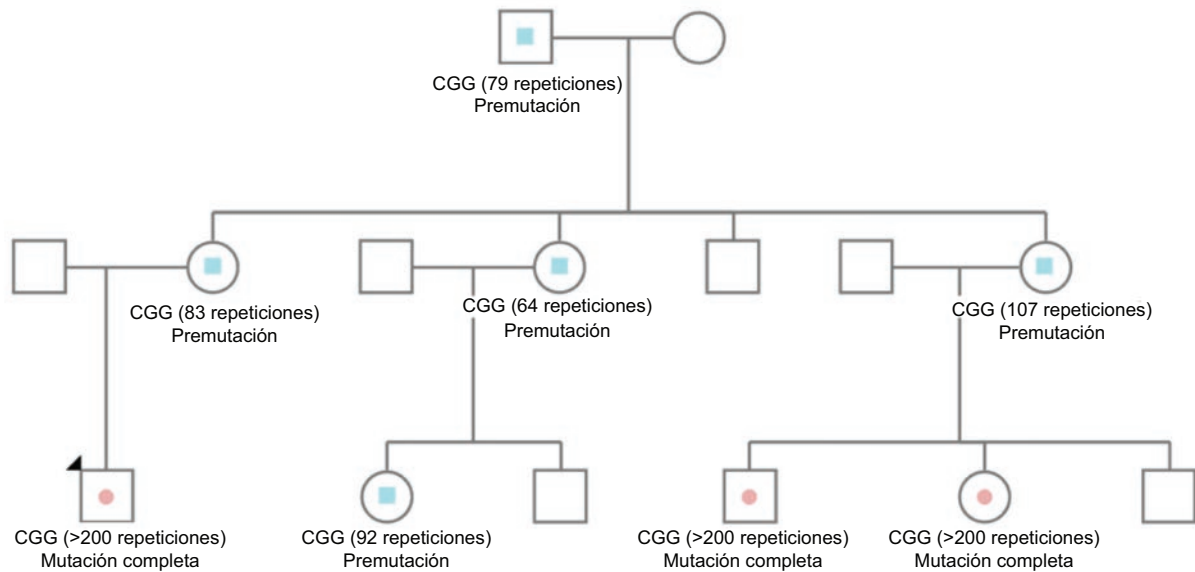 CGG (79 repeticiones)
Premutación
CGG (83 repeticiones)
Premutación
CGG (64 repeticiones)
Premutación
CGG (107 repeticiones)
Premutación
CGG (>200 repeticiones)
Mutación completa
CGG (92 repeticiones)
Premutación
CGG (>200 repeticiones)
Mutación completa
CGG (>200 repeticiones)
Mutación completa